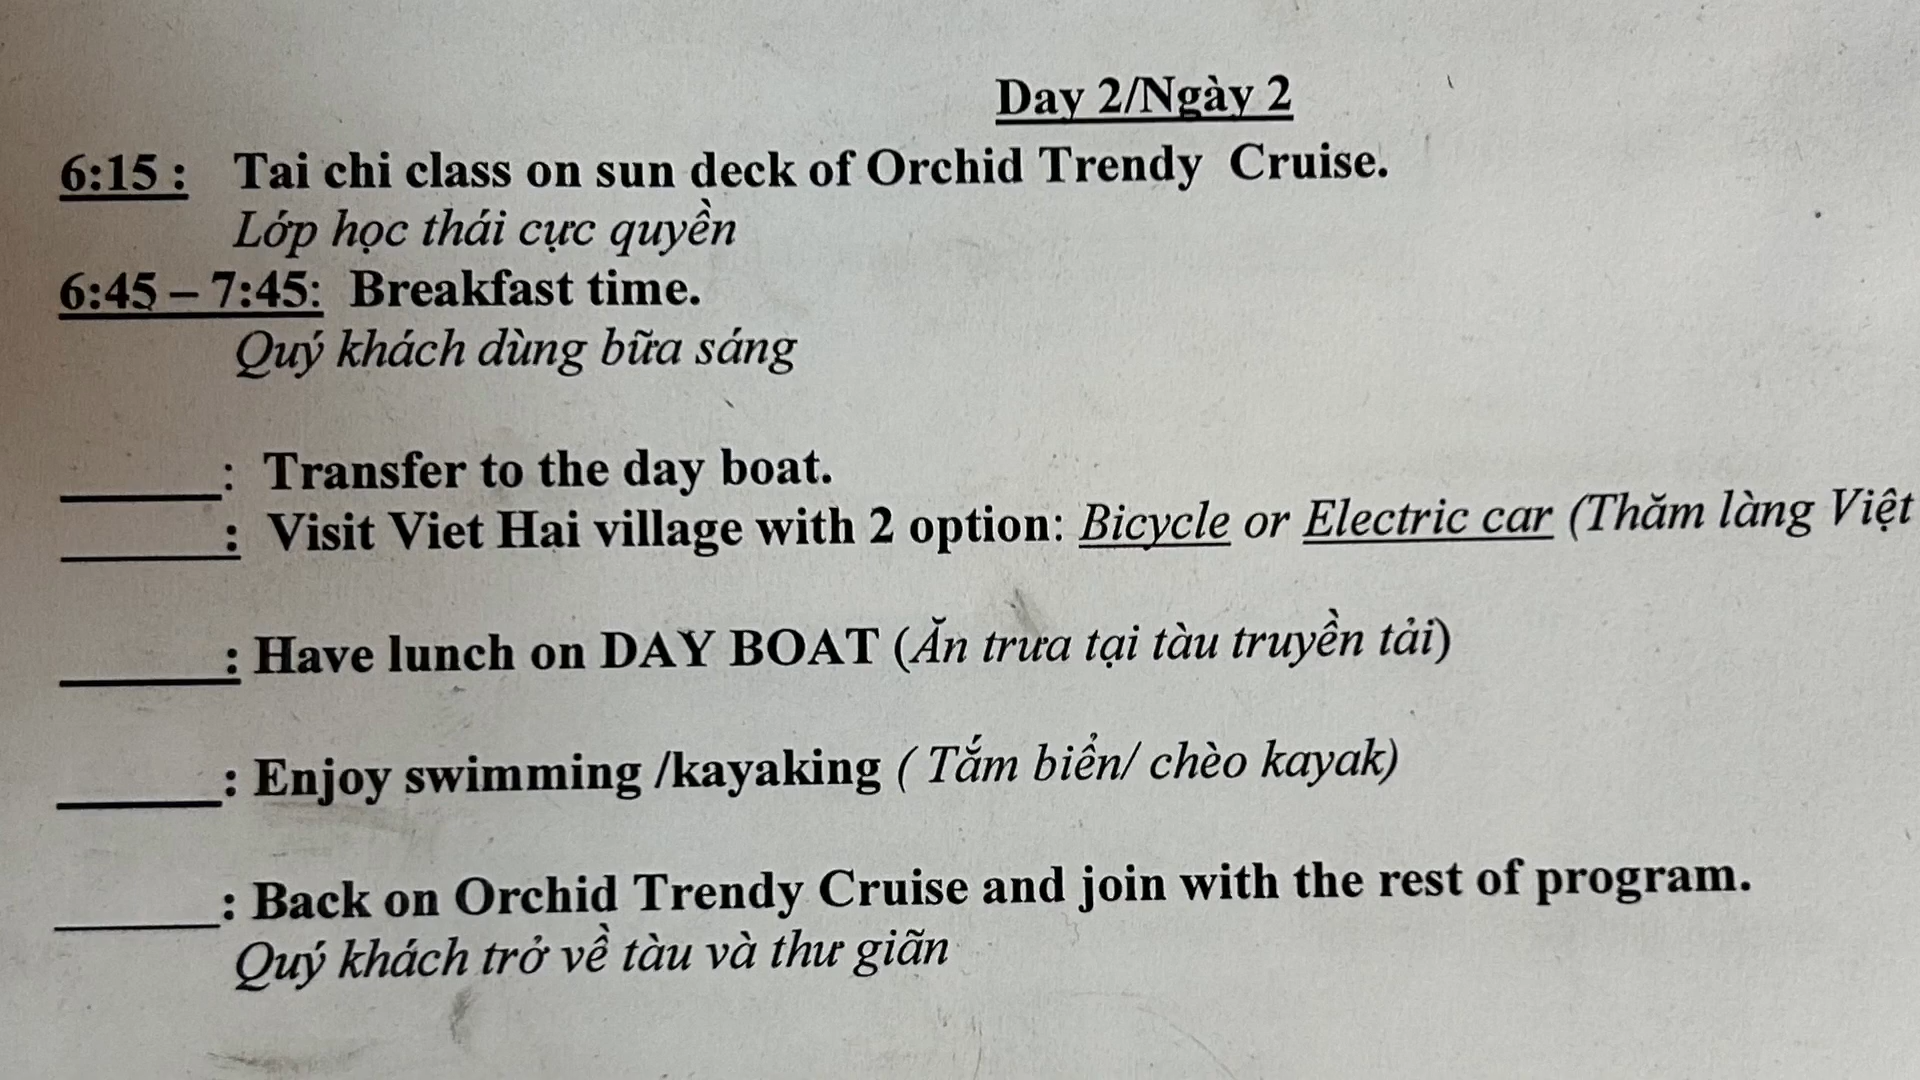 Day 2/Ngày 2
6:15 : Tai chi class on sun deck of Orchid Trendy Cruise.
Lớp học thái cực quyền
6:45 – 7:45: Breakfast time.
Quý khách dùng bữa sáng
______: Transfer to the day boat.
______: Visit Viet Hai village with 2 option: Bicycle or Electric car (Thăm làng Việt
______: Have lunch on DAY BOAT (Ăn trưa tại tàu truyền tải)
______: Enjoy swimming /kayaking ( Tắm biển/ chèo kayak)
______: Back on Orchid Trendy Cruise and join with the rest of program.
Quý khách trở về tàu và thư giãn